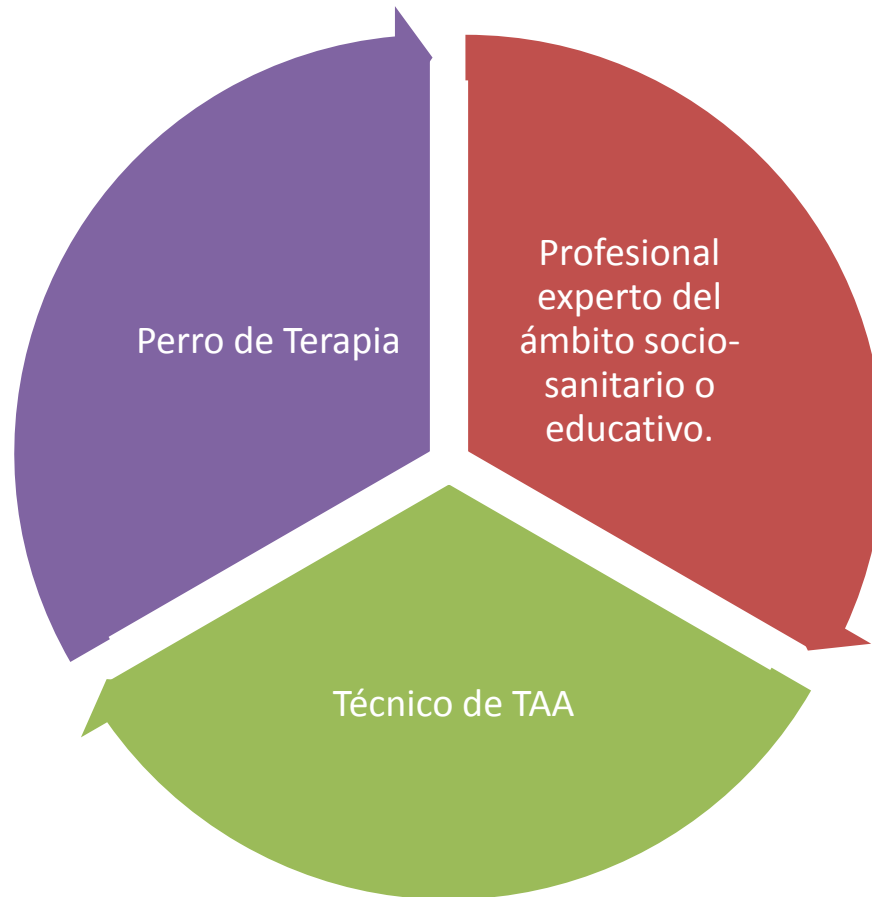 Perro de Terapia
Profesional
experto del
ámbito socio-
sanitario o
educativo.
Técnico de TAA